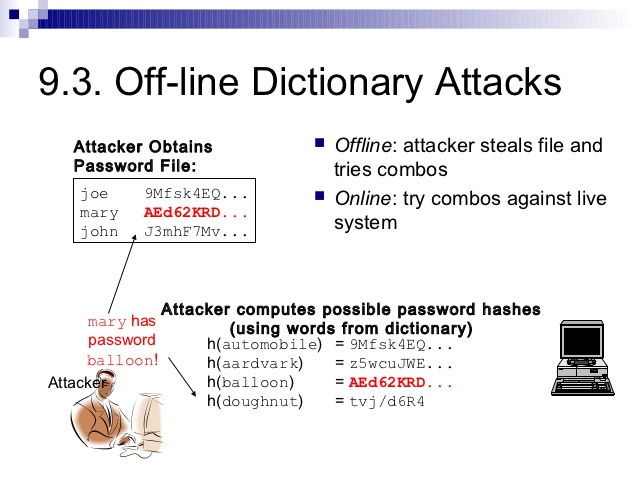 9.3. Off-line Dictionary Attacks
Attacker Obtains
Password File:
joe 9Mfsk4EQ...
mary AEd62KRD...
john J3mhF7Mv...
Offline: attacker steals file and
tries combos
Online: try combos against live
system
mary has
password
balloon!
Attacker
Attacker computes possible password hashes
(using words from dictionary)
h(automobile) = 9Mfsk4EQ...
h(aardvark) = z5wcuJWE...
h(balloon) = AEd62KRD...
h(doughnut) = tvj/d6R4